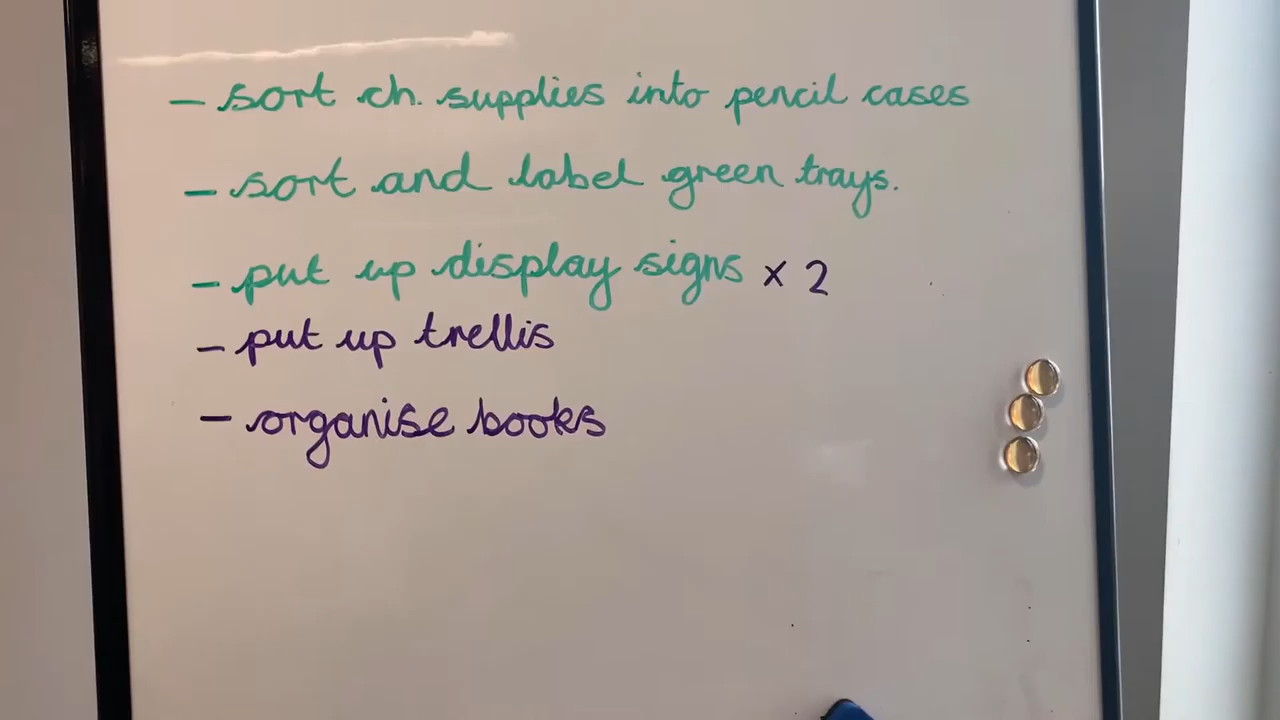 - sort ch. supplies into pencil cases
- sort and label green trays.
- put up display signs x 2
- put up trellis
- organise books